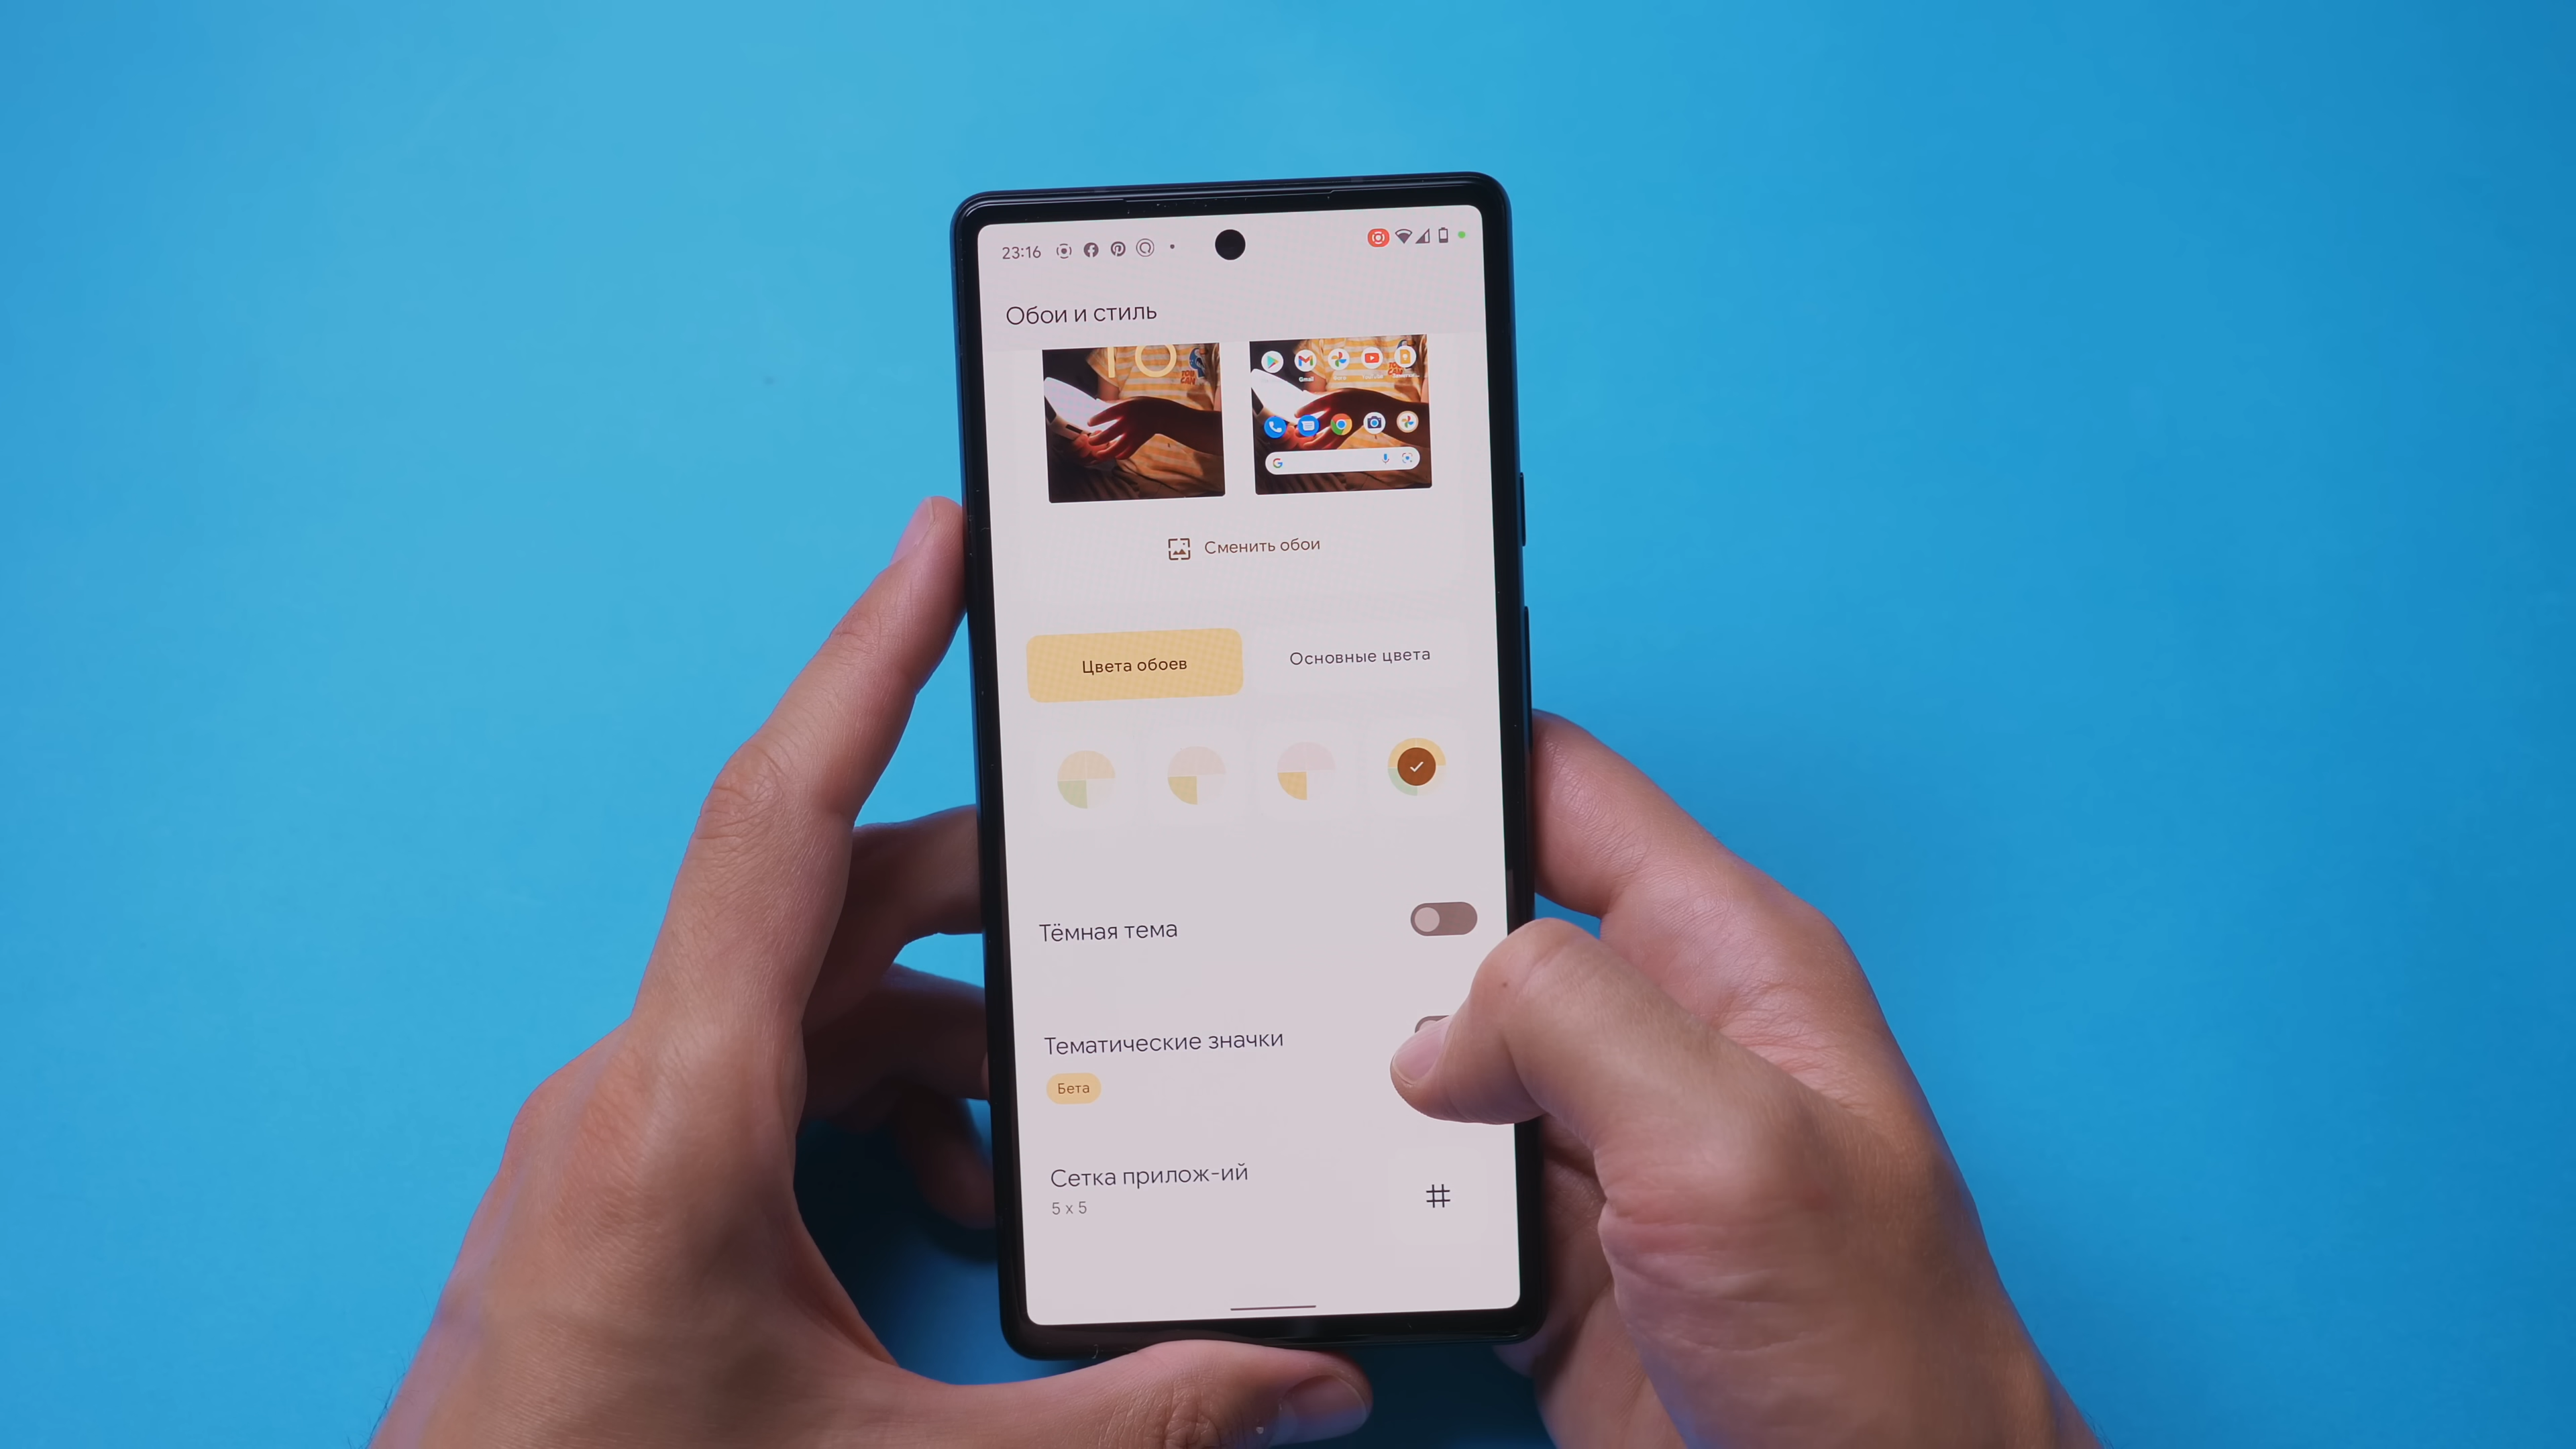 23:16
Обои и стиль
Gmail
Сменить обои
Цвета обоев
Основные цвета
Тёмная тема
Тематические значки
Бета
Сетка прилож-ий
5 x 5